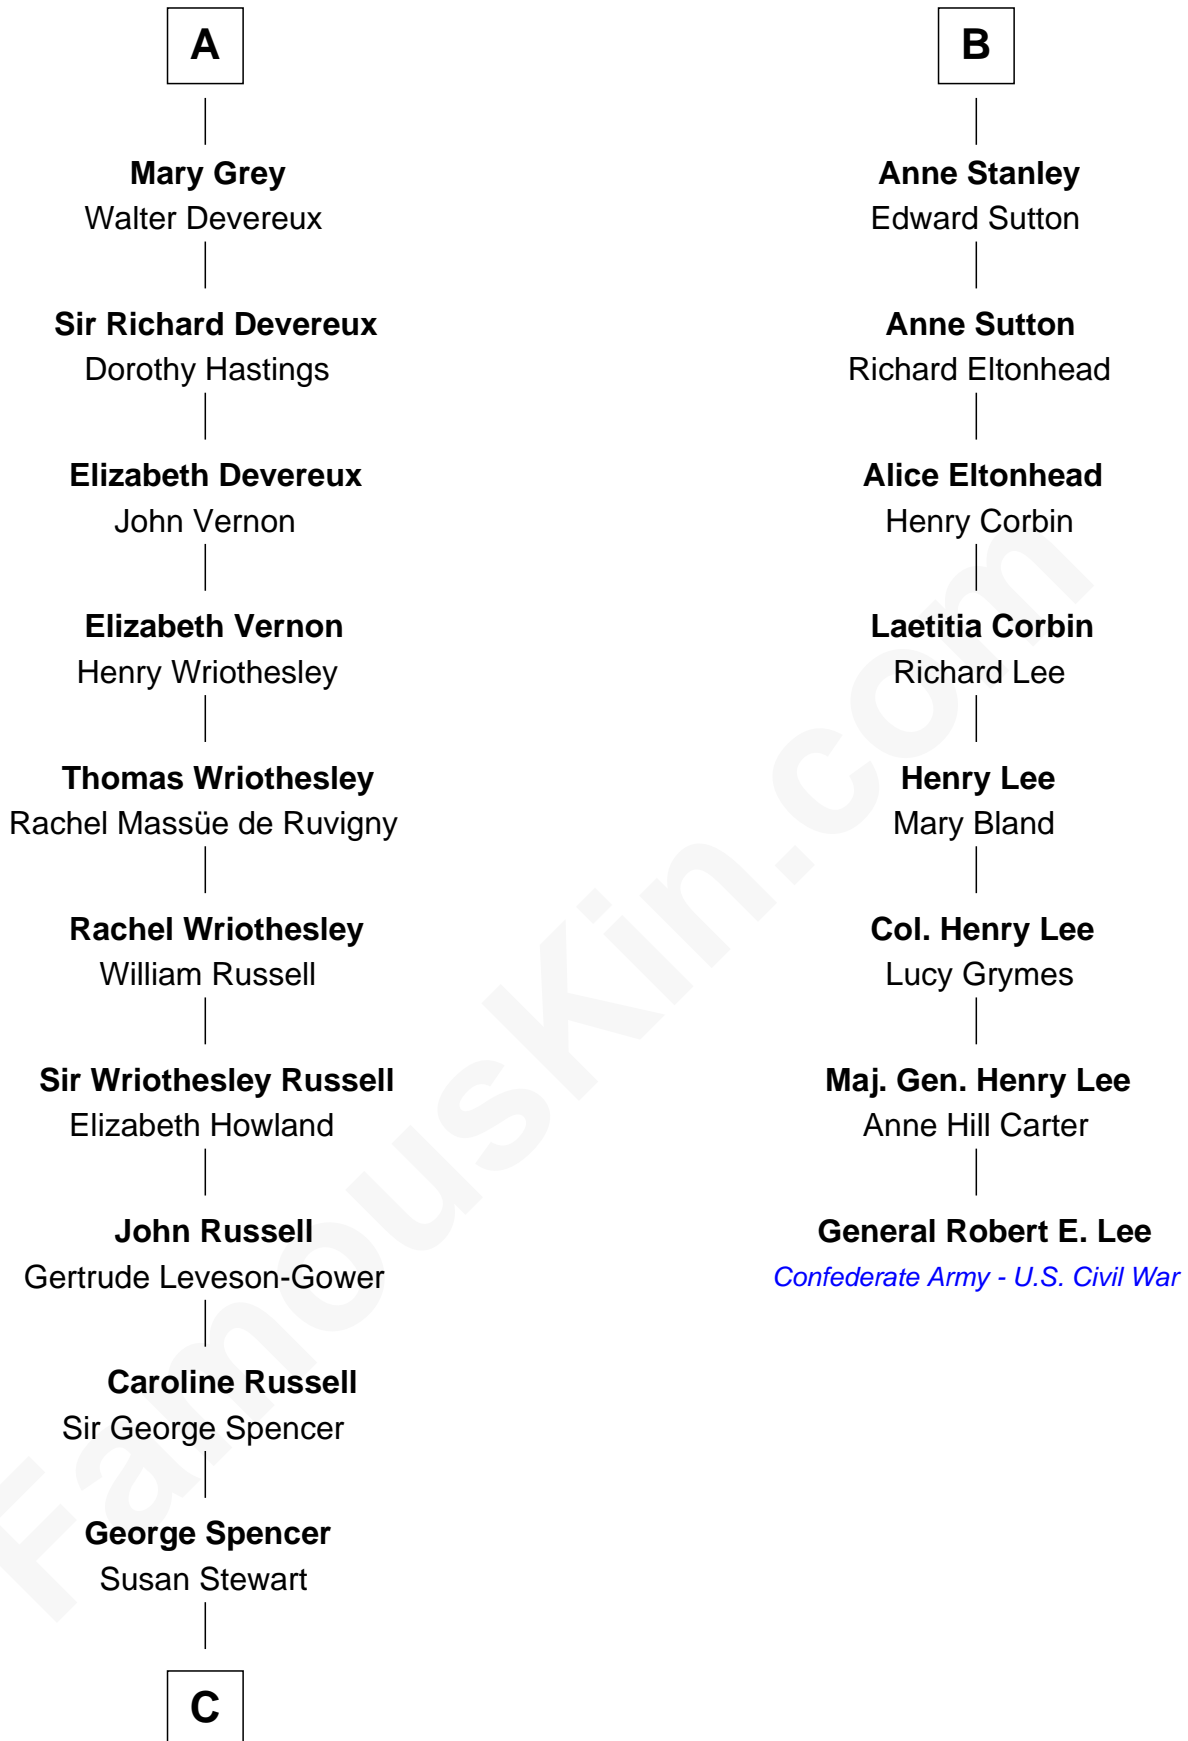 A
Mary Grey
Walter Devereux
Sir Richard Devereux
Dorothy Hastings
Elizabeth Devereux
John Vernon
Elizabeth Vernon
Henry Wriothesley
Thomas Wriothesley
Rachel Massüe de Ruvigny
Rachel Wriothesley
William Russell
Sir Wriothesley Russell
Elizabeth Howland
John Russell
Gertrude Leveson-Gower
Caroline Russell
Sir George Spencer
George Spencer
Susan Stewart
C
B
Anne Stanley
Edward Sutton
Anne Sutton
Richard Eltonhead
Alice Eltonhead
Henry Corbin
Laetitia Corbin
Richard Lee
Henry Lee
Mary Bland
Col. Henry Lee
Lucy Grymes
Maj. Gen. Henry Lee
Anne Hill Carter
General Robert E. Lee
Confederate Army - U.S. Civil War
FamousKin.com